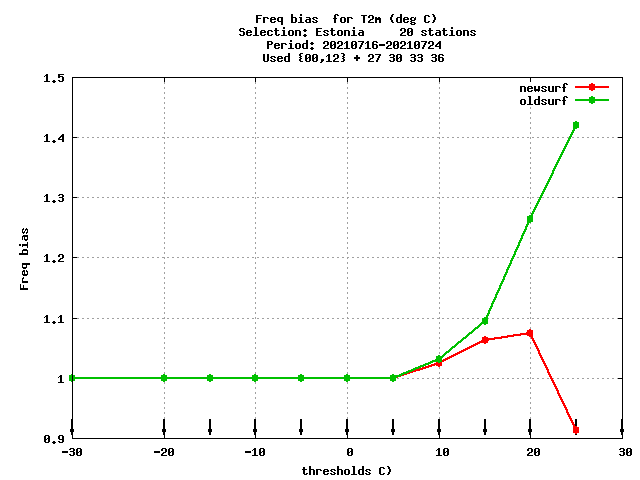 Freq bias  for T2m (deg C)
Selection: Estonia     20 stations
Period: 20210716-20210724
Used {00,12} + 27 30 33 36
newsurf
oldsurf
1.5
1.4
1.3
1.2
1.1
1
0.9
Freq bias
-30 -20 -10 0 10 20 30
thresholds C)